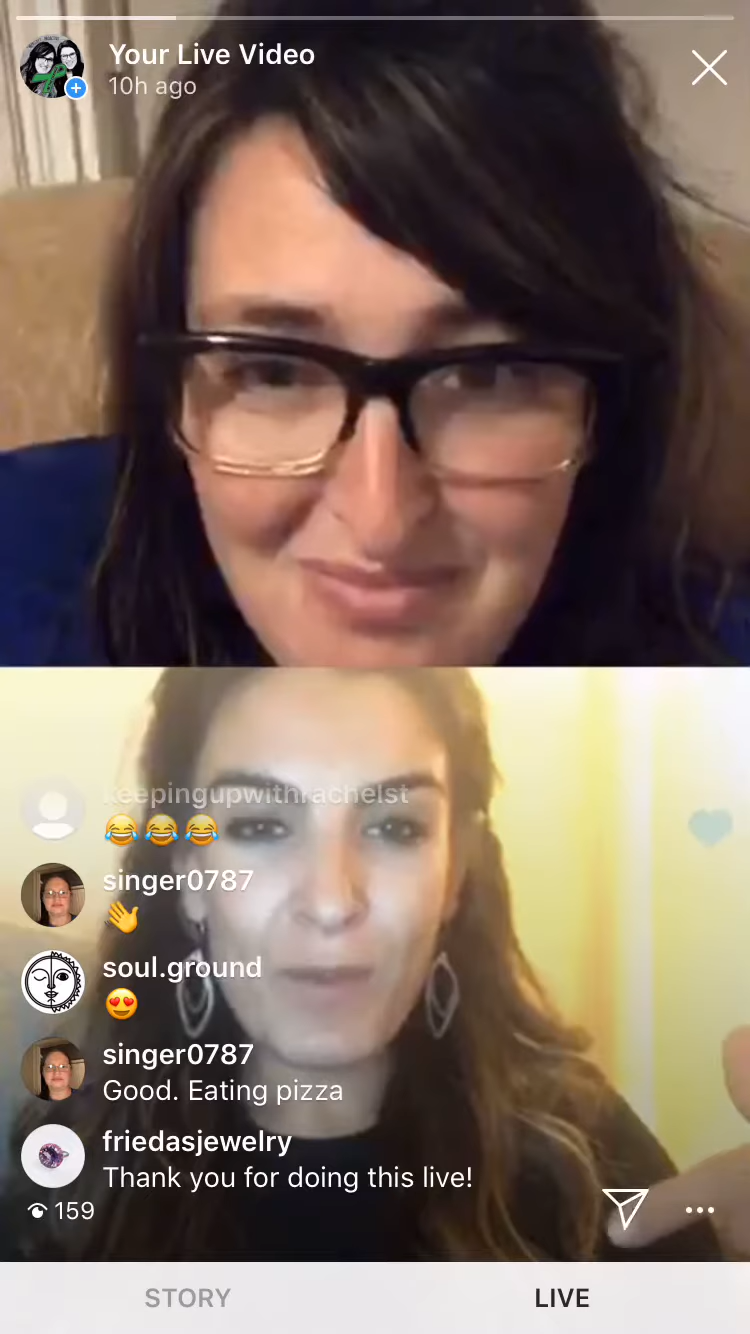 Your Live Video
10h ago
keepingupwithrachelst
😂😂😂
singer0787
👋
soul.ground
😍
singer0787
Good. Eating pizza
friedasjewelry
Thank you for doing this live!
159
STORY
LIVE